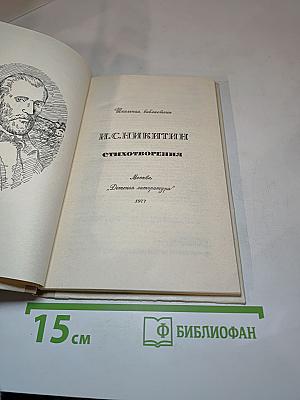 Школьная библиотека
И.С.НИКИТИН
СТИХОТВОРЕНИЯ
Москва
„Детская литература"
1977
15 см
Ф БИБЛИОФАН